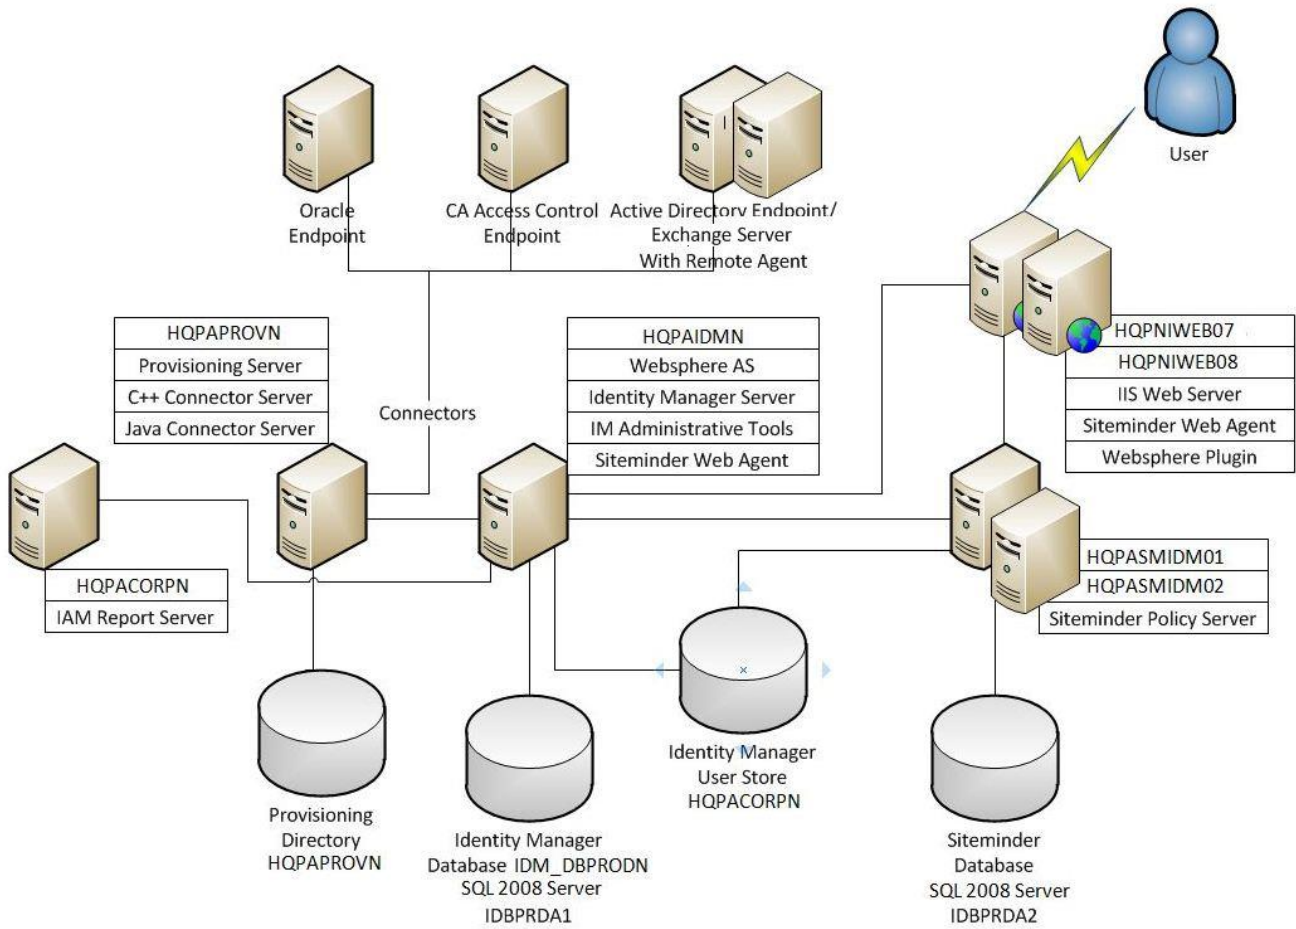 User
Oracle
Endpoint
CA Access Control
Endpoint
Active Directory Endpoint/
Exchange Server
With Remote Agent
HQPAPROVN
Provisioning Server
C++ Connector Server
Java Connector Server
Connectors
HQPAIDMN
Websphere AS
Identity Manager Server
IM Administrative Tools
Siteminder Web Agent
HQPNIWEB07
HQPNIWEB08
IIS Web Server
Siteminder Web Agent
Websphere Plugin
HQPACORPN
IAM Report Server
HQPASMIDM01
HQPASMIDM02
Siteminder Policy Server
Provisioning
Directory
HQPAPROVN
Identity Manager
Database IDM_DBPRODN
SQL 2008 Server
IDBPRDA1
Identity Manager
User Store
HQPACORPN
Siteminder
Database
SQL 2008 Server
IDBPRDA2